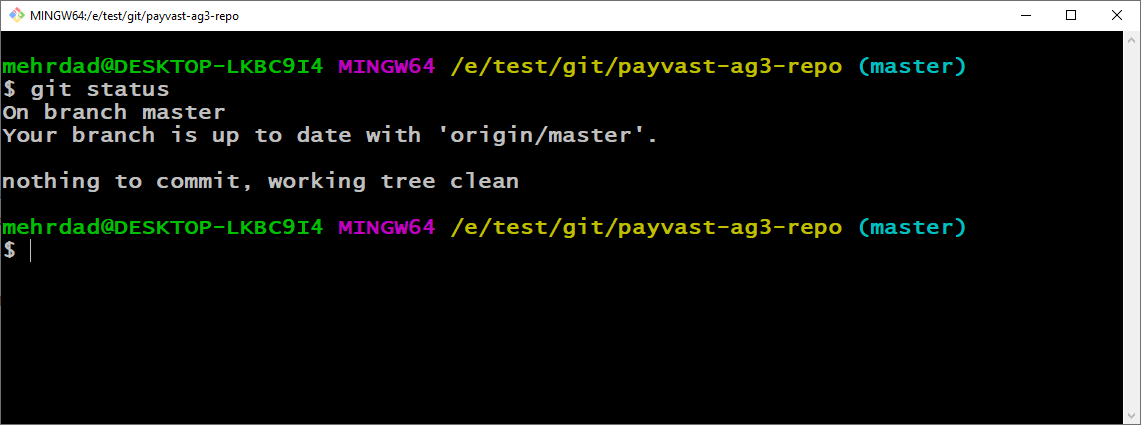 MINGW64:/e/test/git/payvast-ag3-repo
mehrdad@DESKTOP-LKBC9I4 MINGW64 /e/test/git/payvast-ag3-repo (master)
$ git status
On branch master
Your branch is up to date with 'origin/master'.
nothing to commit, working tree clean
mehrdad@DESKTOP-LKBC9I4 MINGW64 /e/test/git/payvast-ag3-repo (master)
$